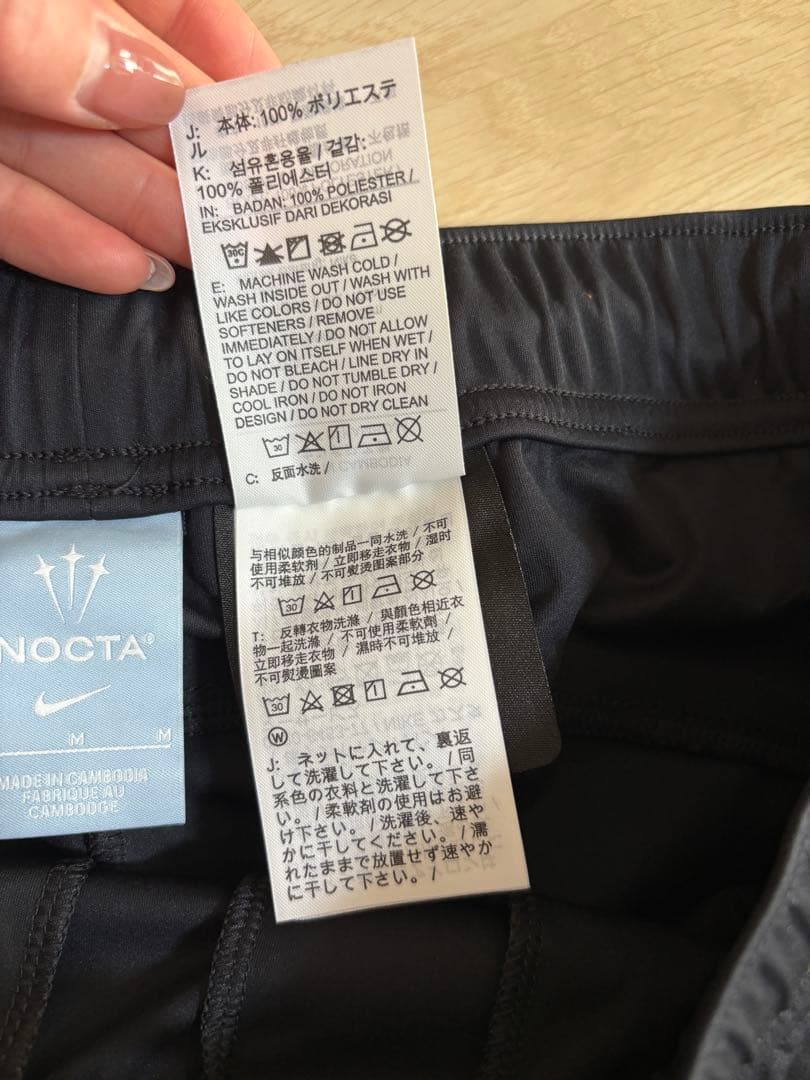 J: 本体: 100% ポリエステ
ル
K: 섬유혼용율 / 겉감:
100% 폴리에스터
IN: BADAN: 100% POLIESTER /
EKSKLUSIF DARI DEKORASI
30C
E: MACHINE WASH COLD /
WASH INSIDE OUT / WASH WITH
LIKE COLORS / DO NOT USE
SOFTENERS / REMOVE
IMMEDIATELY / DO NOT ALLOW
TO LAY ON ITSELF WHEN WET /
DO NOT BLEACH / LINE DRY IN
SHADE / DO NOT TUMBLE DRY /
COOL IRON / DO NOT IRON
DESIGN / DO NOT DRY CLEAN
30
C: 反面水洗 /
与相似颜色的制品一同水洗 / 不可
使用柔软剂 / 立即移走衣物 / 湿时
不可堆放 / 不可熨烫图案部分
30
T: 反轉衣物洗滌 / 與顏色相近衣
物一起洗滌 / 不可使用柔軟劑 /
立即移走衣物 / 濕時不可堆放 /
不可熨燙圖案
30
W
J: ネットに入れて、裏返
して洗濯して下さい。/ 同
系色の衣料と洗濯して下さ
い。/ 柔軟剤の使用はお避
け下さい。/ 洗濯後、速や
かに干してください。/ 濡
れたままで放置せず速やか
に干して下さい。/
NOCTA®
M M
MADE IN CAMBODIA
FABRIQUE AU
CAMBODGE